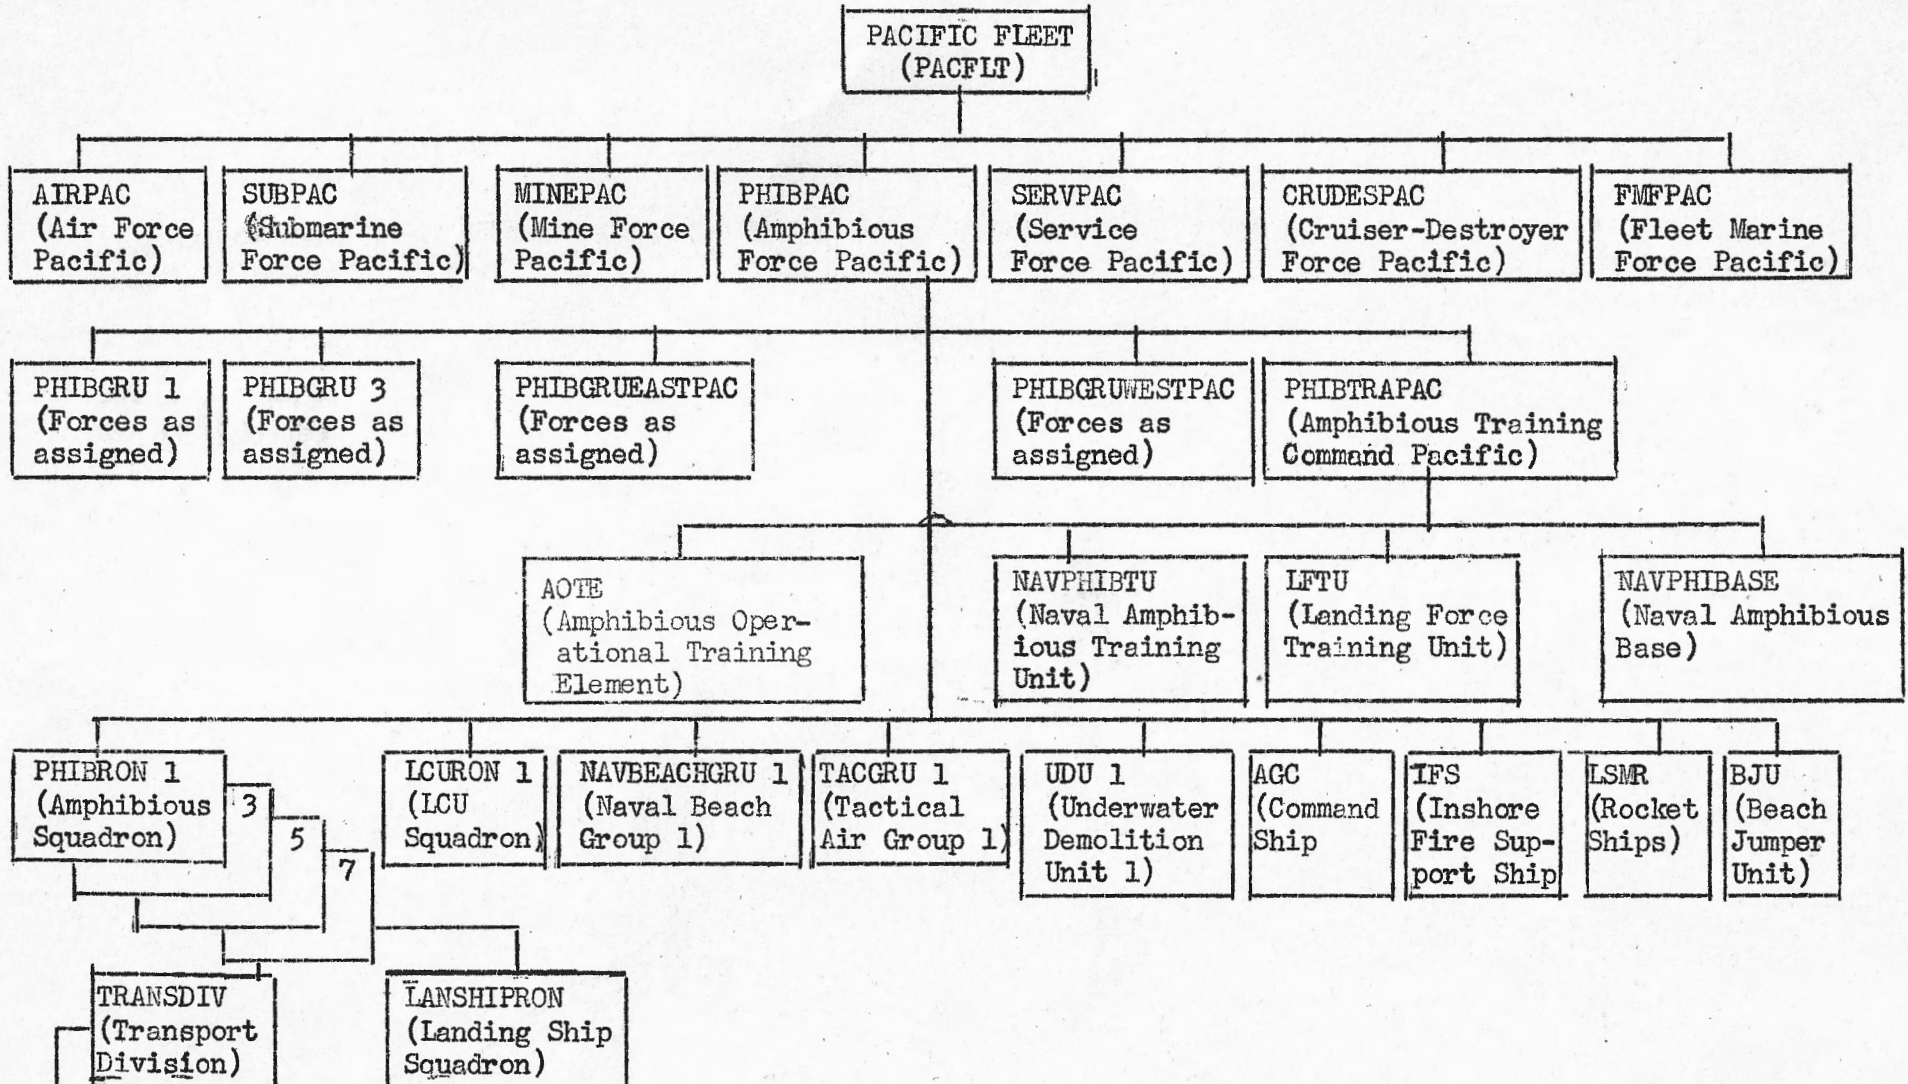 PACIFIC FLEET
(PACFLT)
AIRPAC
(Air Force
Pacific)
SUBPAC
(Submarine
Force Pacific)
MINEPAC
(Mine Force
Pacific)
PHIBPAC
(Amphibious
Force Pacific)
SERVPAC
(Service
Force Pacific)
CRUDESPAC
(Cruiser-Destroyer
Force Pacific)
FMFPAC
(Fleet Marine
Force Pacific)
PHIBGRU 1
(Forces as
assigned)
PHIBGRU 3
(Forces as
assigned)
PHIBGRUEASTPAC
(Forces as
assigned)
PHIBGRUWESTPAC
(Forces as
assigned)
PHIBTRAPAC
(Amphibious Training
Command Pacific)
AOTE
(Amphibious Oper-
ational Training
Element)
NAVPHIBTU
(Naval Amphib-
ious Training
Unit)
LFTU
(Landing Force
Training Unit)
NAVPHIBASE
(Naval Amphibious
Base)
PHIBRON 1
(Amphibious
Squadron)
3
5
7
LCURON 1
(LCU
Squadron)
NAVBEACHGRU 1
(Naval Beach
Group 1)
TACGRU 1
(Tactical
Air Group 1)
UDU 1
(Underwater
Demolition
Unit 1)
AGC
(Command
Ship
IFS
(Inshore
Fire Sup-
port Ship
LSMR
(Rocket
Ships)
BJU
(Beach
Jumper
Unit)
TRANSDIV
(Transport
Division)
LANSHIPRON
(Landing Ship
Squadron)